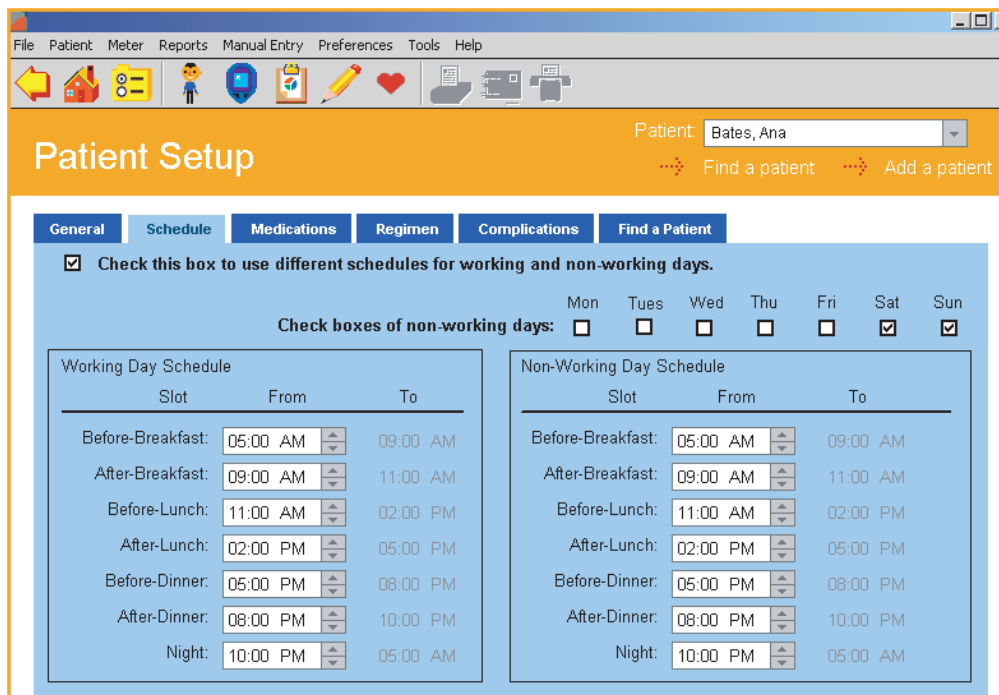 File Patient Meter Reports Manual Entry Preferences Tools Help
Patient: Bates, Ana
Patient Setup
Find a patient Add a patient
General Schedule Medications Regimen Complications Find a Patient
Check this box to use different schedules for working and non-working days.
Mon Tues Wed Thu Fri Sat Sun
Check boxes of non-working days:
Working Day Schedule
Slot From To
Before-Breakfast: 05:00 AM 09:00 AM
After-Breakfast: 09:00 AM 11:00 AM
Before-Lunch: 11:00 AM 02:00 PM
After-Lunch: 02:00 PM 05:00 PM
Before-Dinner: 05:00 PM 08:00 PM
After-Dinner: 08:00 PM 10:00 PM
Night: 10:00 PM 05:00 AM
Non-Working Day Schedule
Slot From To
Before-Breakfast: 05:00 AM 09:00 AM
After-Breakfast: 09:00 AM 11:00 AM
Before-Lunch: 11:00 AM 02:00 PM
After-Lunch: 02:00 PM 05:00 PM
Before-Dinner: 05:00 PM 08:00 PM
After-Dinner: 08:00 PM 10:00 PM
Night: 10:00 PM 05:00 AM